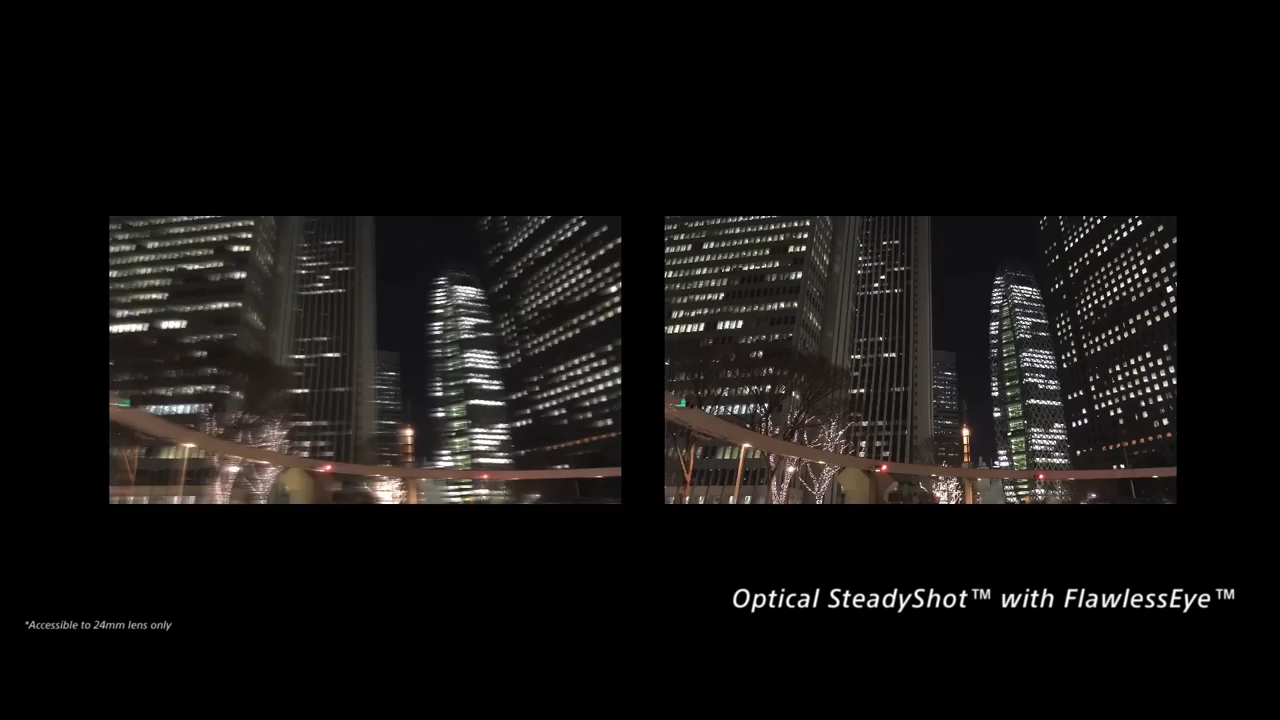 Optical SteadyShot™ with FlawlessEye™
*Accessible to 24mm lens only